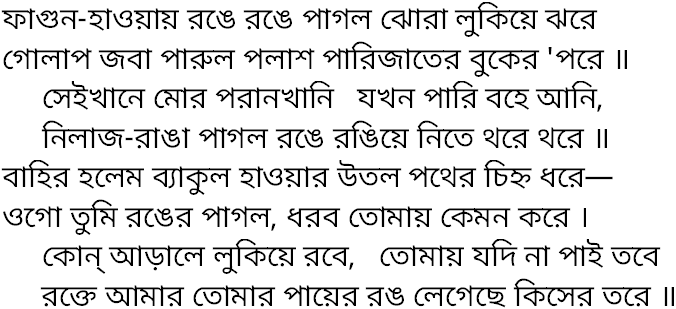 ফাগুন-হাওয়ায় রঙে রঙে পাগল ঝোরা লুকিয়ে ঝরে
গোলাপ জবা পারুল পলাশ পারিজাতের বুকের 'পরে ॥
সেইখানে মোর পরানখানি যখন পারি বহে আনি,
নিলাজ-রাঙা পাগল রঙে রঙিয়ে নিতে থরে থরে ॥
বাহির হলেম ব্যাকুল হাওয়ার উতল পথের চিহ্ন ধরে—
ওগো তুমি রঙের পাগল, ধরব তোমায় কেমন করে ।
কোন্ আড়ালে লুকিয়ে রবে, তোমায় যদি না পাই তবে
রক্তে আমার তোমার পায়ের রঙ লেগেছে কিসের তরে ॥